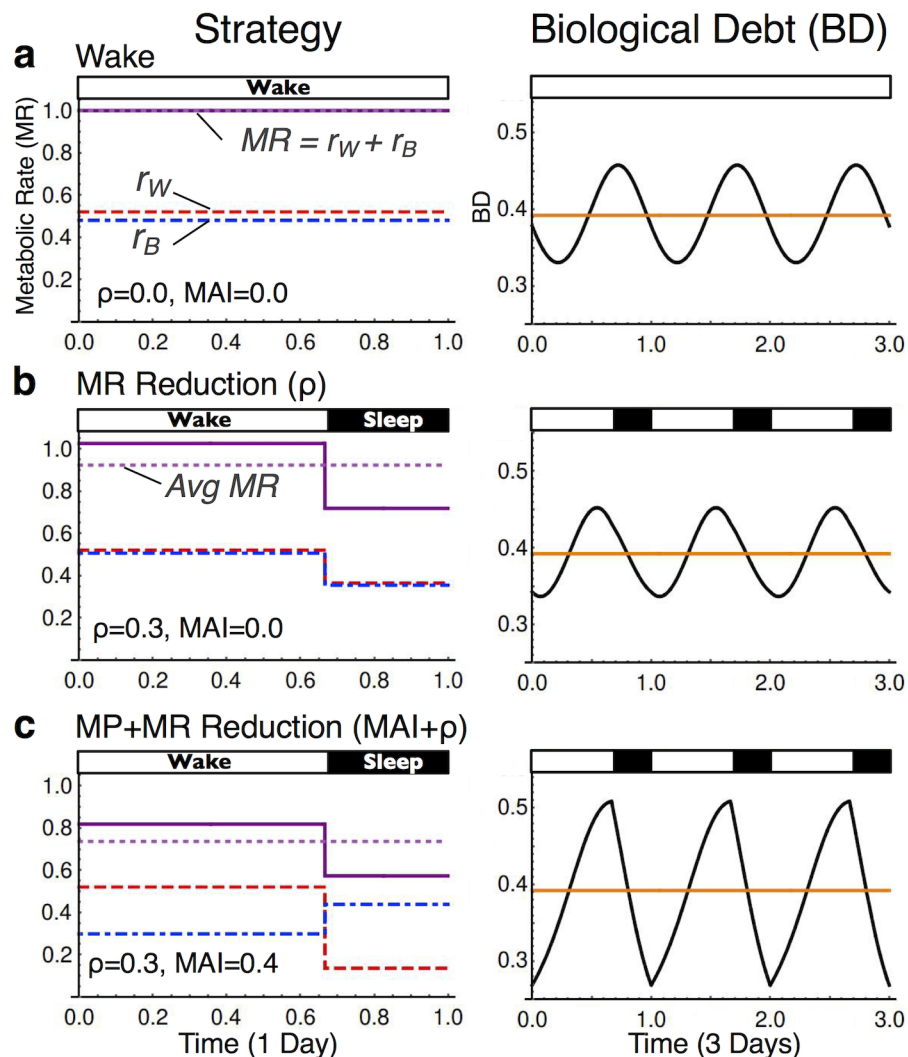 Strategy
Biological Debt (BD)
a Wake
Wake
Metabolic Rate (MR)
1.0
0.8
0.6
0.4
0.2
MR = r_W + r_B
r_W
r_B
ρ=0.0, MAI=0.0
0.0 0.2 0.4 0.6 0.8 1.0
BD
0.5
0.4
0.3
0.0 1.0 2.0 3.0
b MR Reduction (ρ)
Wake Sleep
1.0
0.8
0.6
0.4
0.2
Avg MR
ρ=0.3, MAI=0.0
0.0 0.2 0.4 0.6 0.8 1.0
0.5
0.4
0.3
0.0 1.0 2.0 3.0
c MP+MR Reduction (MAI+ρ)
Wake Sleep
1.0
0.8
0.6
0.4
0.2
ρ=0.3, MAI=0.4
0.0 0.2 0.4 0.6 0.8 1.0
Time (1 Day)
0.5
0.4
0.3
0.0 1.0 2.0 3.0
Time (3 Days)